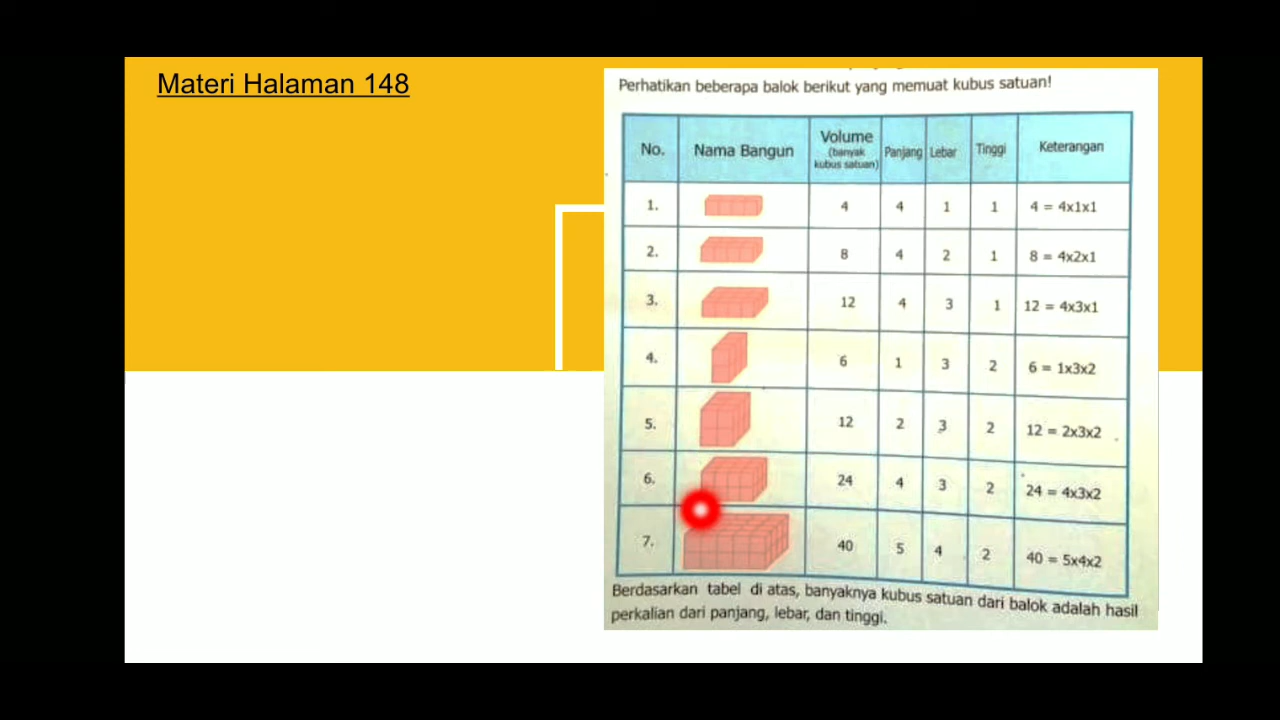 Materi Halaman 148
Perhatikan beberapa balok berikut yang memuat kubus satuan!
No. Nama Bangun Volume (banyak kubus satuan) Panjang Lebar Tinggi Keterangan
1. 4 4 1 1 4 = 4x1x1
2. 8 4 2 1 8 = 4x2x1
3. 12 4 3 1 12 = 4x3x1
4. 6 1 3 2 6 = 1x3x2
5. 12 2 3 2 12 = 2x3x2
6. 24 4 3 2 24 = 4x3x2
7. 40 5 4 2 40 = 5x4x2
Berdasarkan tabel di atas, banyaknya kubus satuan dari balok adalah hasil
perkalian dari panjang, lebar, dan tinggi.